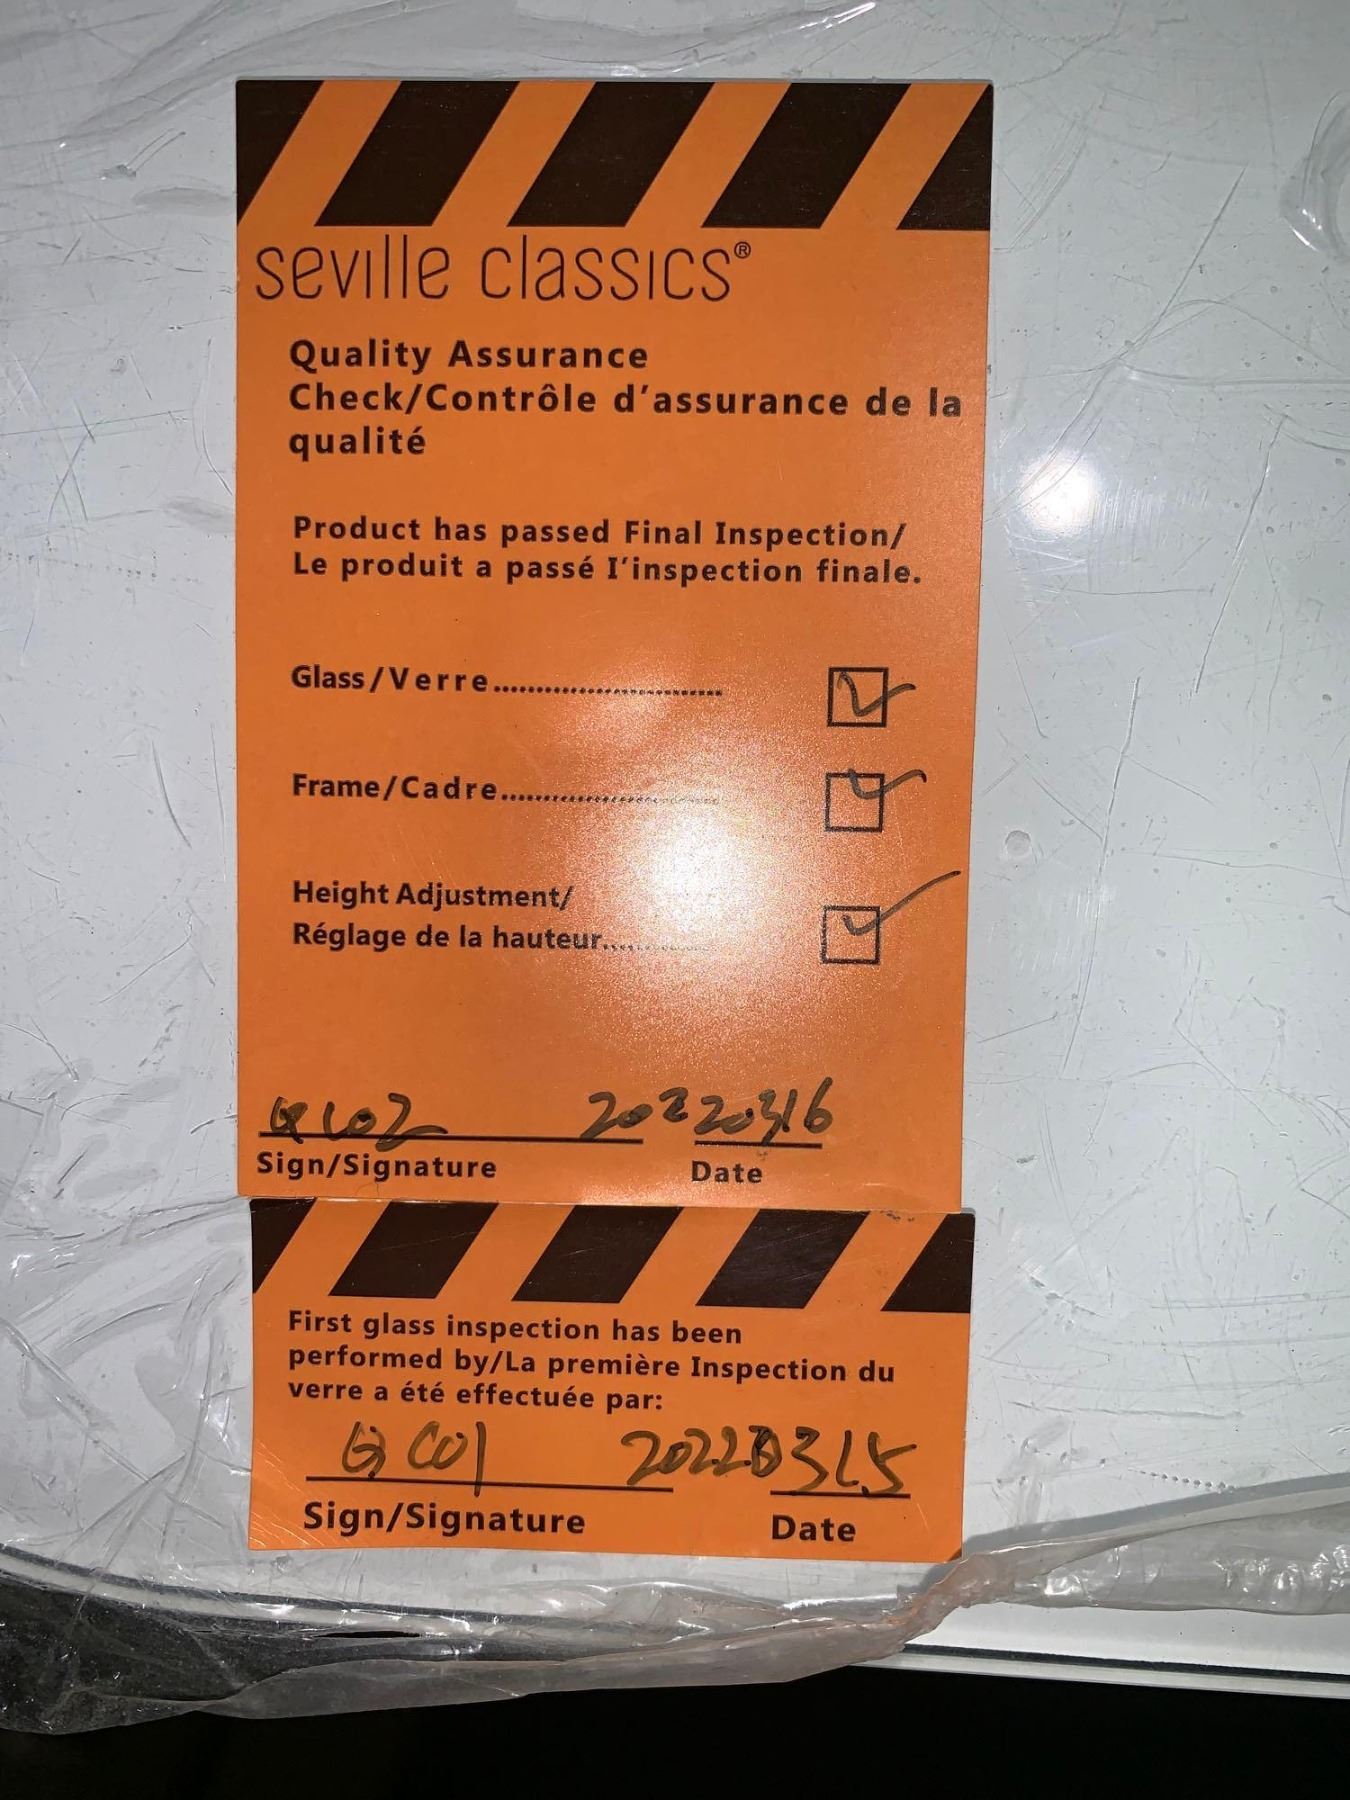 seville classics®
Quality Assurance
Check/Contrôle d'assurance de la
qualité
Product has passed Final Inspection/
Le produit a passé I'inspection finale.
Glass/Verre
Frame/Cadre
Height Adjustment/
Réglage de la hauteur
20220316
Sign/Signature Date
First glass inspection has been
performed by/La première Inspection du
verre a été effectuée par:
QC01 20220315
Sign/Signature Date